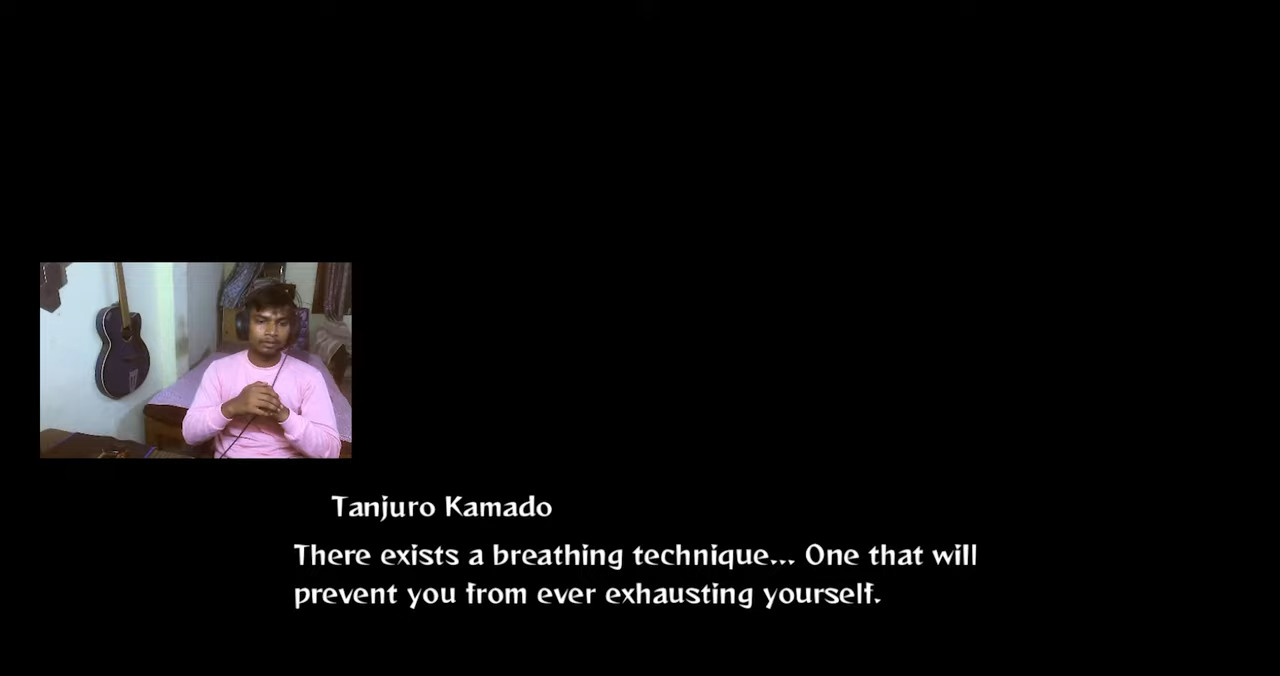 Tanjuro Kamado
There exists a breathing technique... One that will
prevent you from ever exhausting yourself.